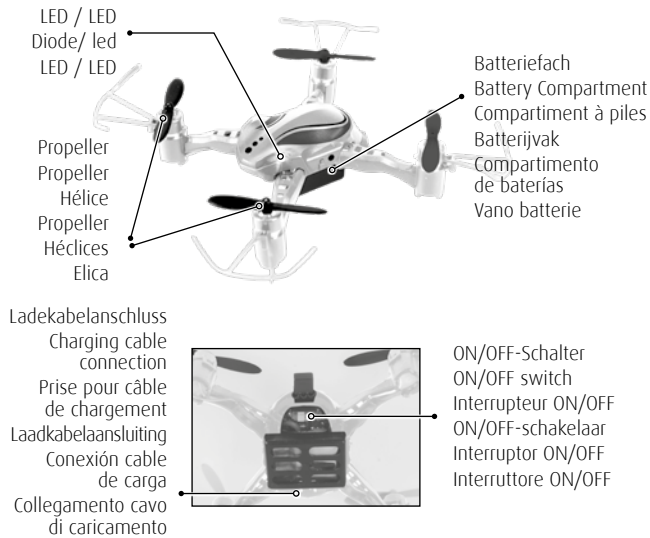 LED / LED
Diode/ led
LED / LED
Batteriefach
Battery Compartment
Compartiment à piles
Batterijvak
Compartimento
de baterías
Vano batterie
Propeller
Propeller
Hélice
Propeller
Héclices
Elica
Ladekabelanschluss
Charging cable
connection
Prise pour câble
de chargement
Laadkabelaansluiting
Conexión cable
de carga
Collegamento cavo
di caricamento
ON/OFF-Schalter
ON/OFF switch
Interrupteur ON/OFF
ON/OFF-schakelaar
Interruptor ON/OFF
Interruttore ON/OFF